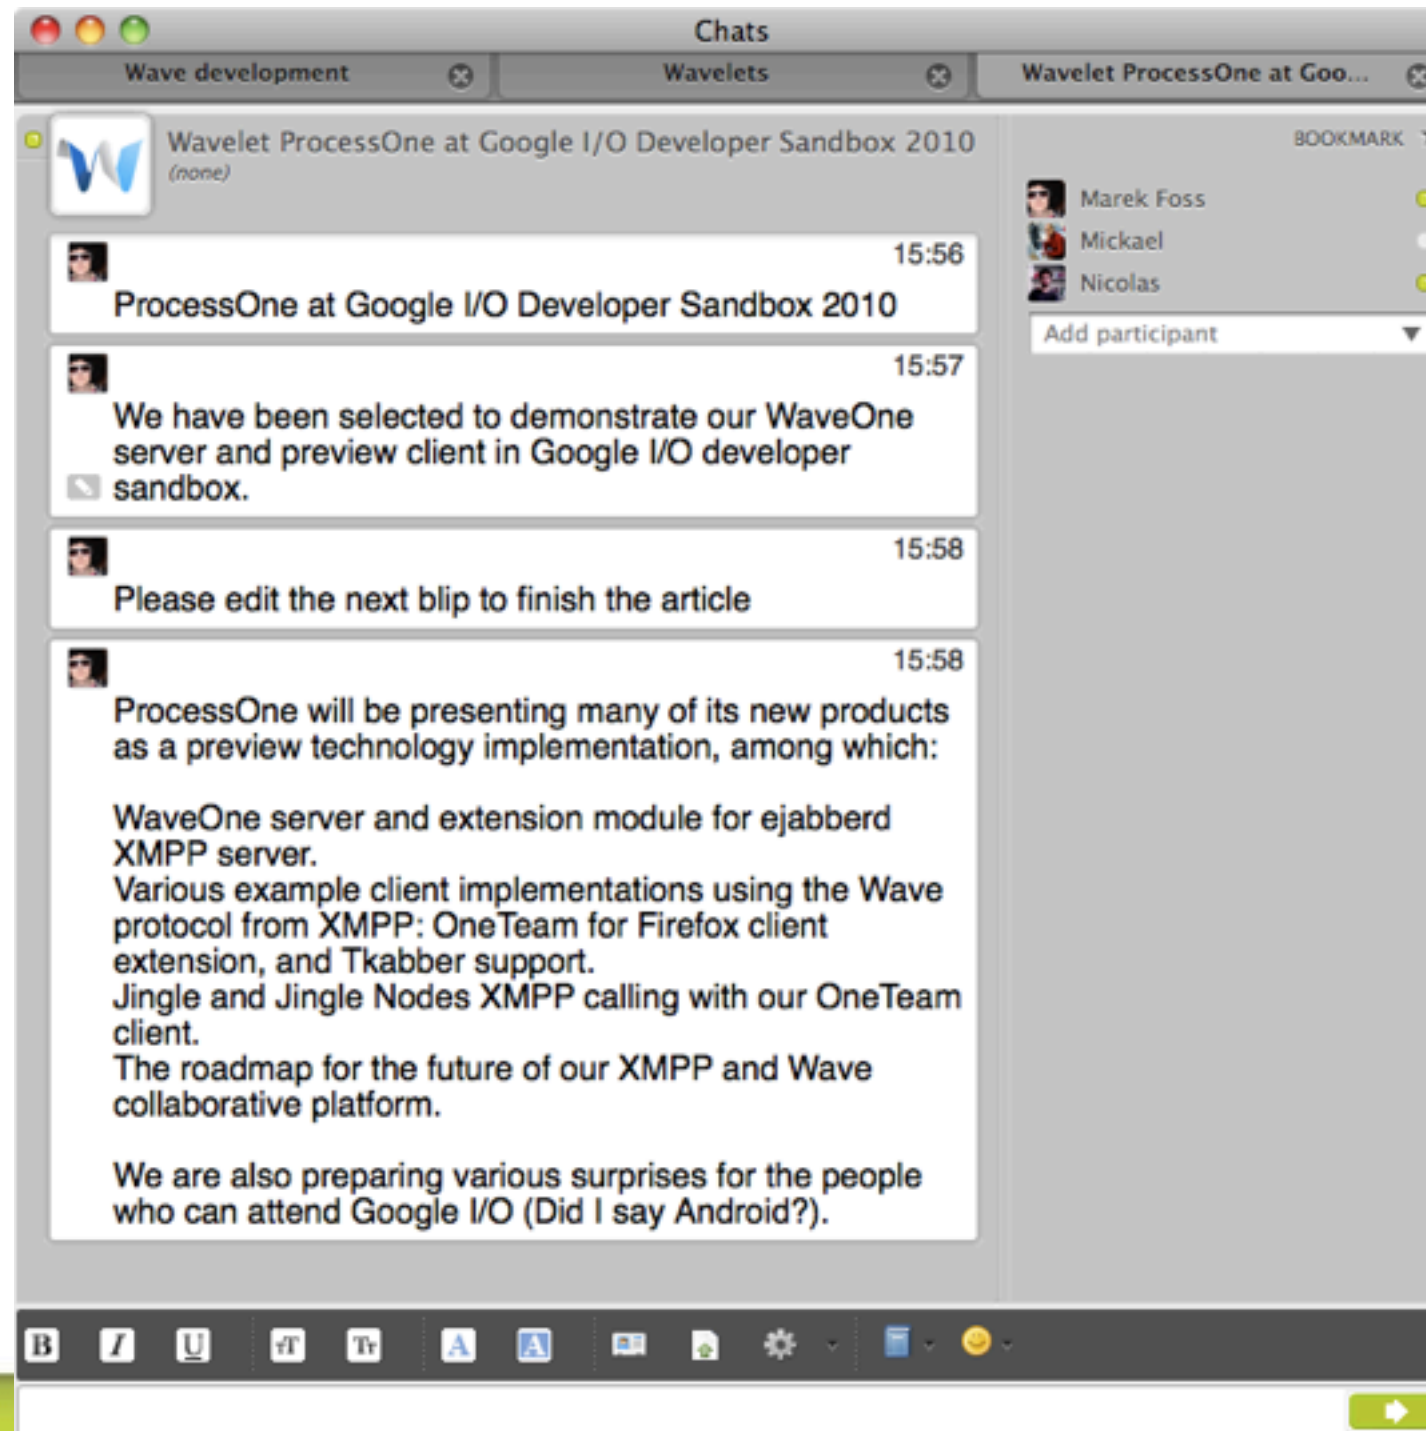 Chats
Wave development
Wavelets
Wavelet ProcessOne at Goo...
Wavelet ProcessOne at Google I/O Developer Sandbox 2010
(none)
BOOKMARK
Marek Foss
Mickael
Nicolas
Add participant
15:56
ProcessOne at Google I/O Developer Sandbox 2010
15:57
We have been selected to demonstrate our WaveOne
server and preview client in Google I/O developer
sandbox.
15:58
Please edit the next blip to finish the article
15:58
ProcessOne will be presenting many of its new products
as a preview technology implementation, among which:
WaveOne server and extension module for ejabberd
XMPP server.
Various example client implementations using the Wave
protocol from XMPP: OneTeam for Firefox client
extension, and Tkabber support.
Jingle and Jingle Nodes XMPP calling with our OneTeam
client.
The roadmap for the future of our XMPP and Wave
collaborative platform.
We are also preparing various surprises for the people
who can attend Google I/O (Did I say Android?).
B I U TT Tr A A